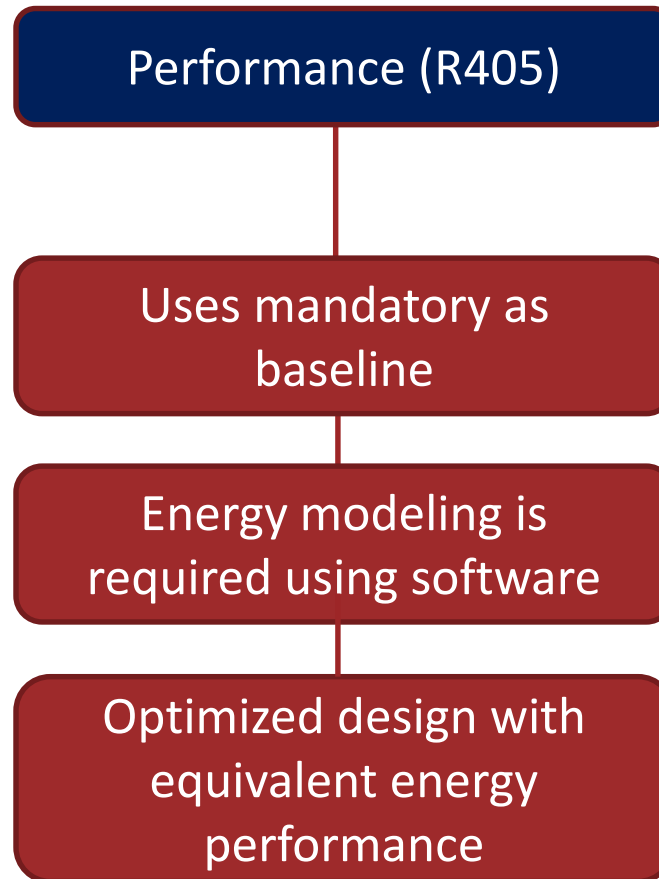 Performance (R405)
Uses mandatory as
baseline
Energy modeling is
required using software
Optimized design with
equivalent energy
performance